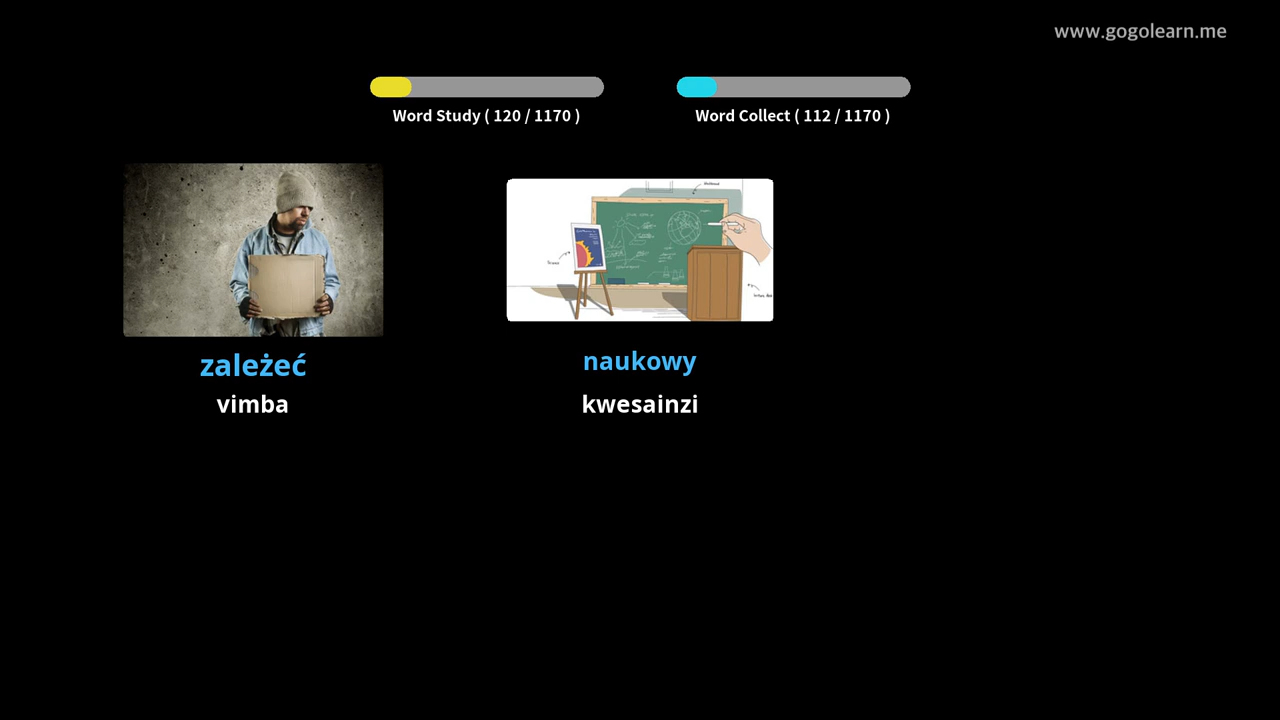 www.gogolearn.me
Word Study ( 120 / 1170 )
Word Collect ( 112 / 1170 )
zależeć
naukowy
vimba
kwesainzi